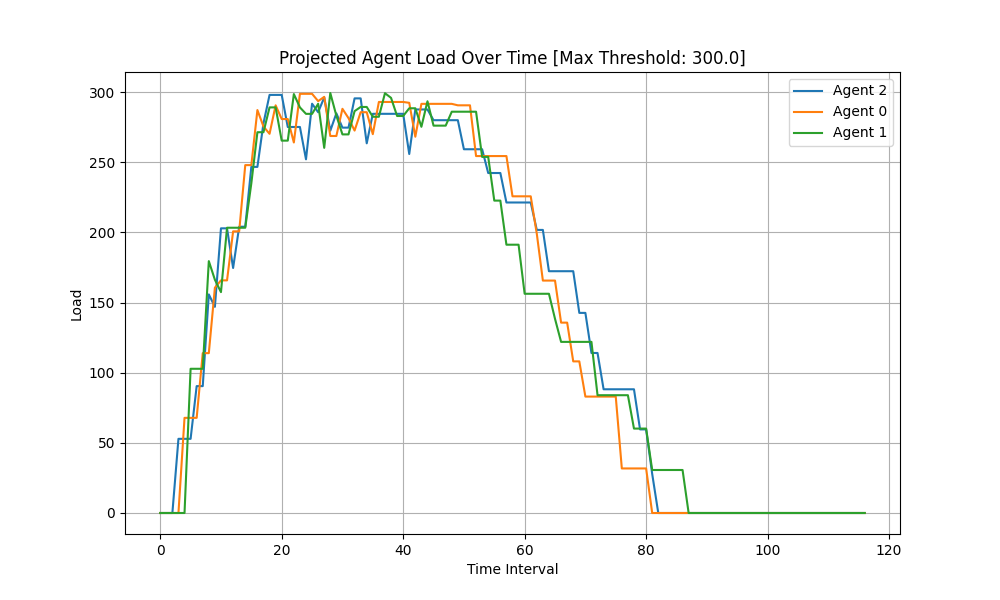 Projected Agent Load Over Time [Max Threshold: 300.0]
Agent 2
Agent 0
Agent 1
300
250
200
150
100
50
0
Load
0 20 40 60 80 100 120
Time Interval